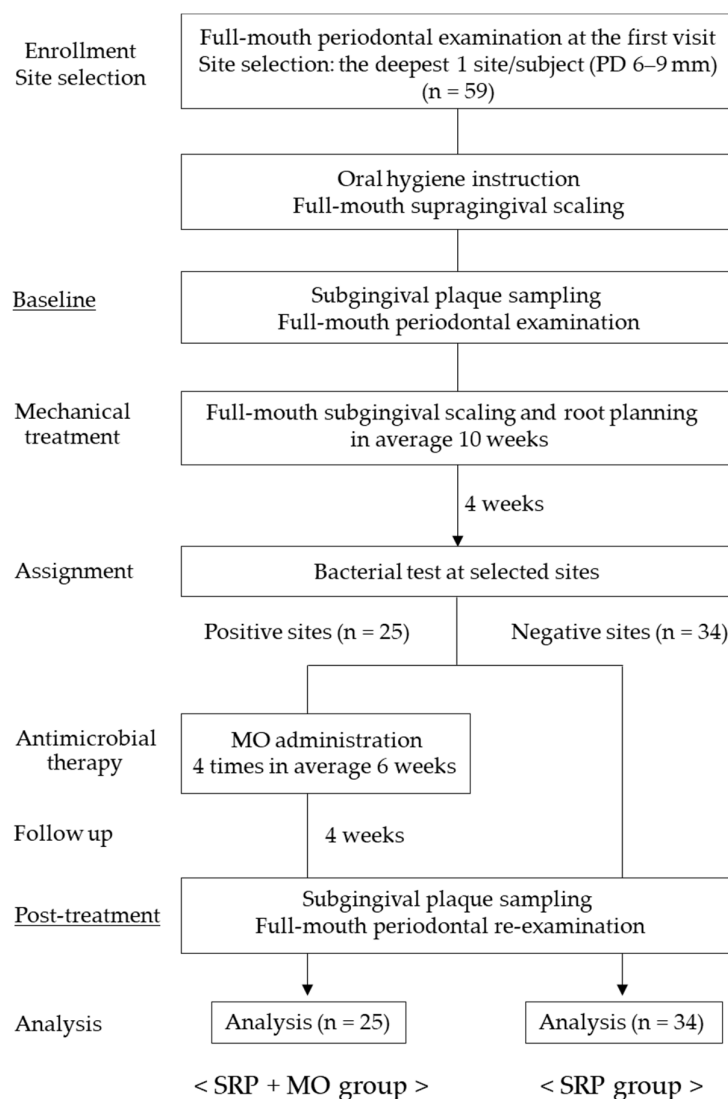 Enrollment
Site selection
Full-mouth periodontal examination at the first visit
Site selection: the deepest 1 site/subject (PD 6–9 mm)
(n = 59)
Oral hygiene instruction
Full-mouth supragingival scaling
Baseline
Subgingival plaque sampling
Full-mouth periodontal examination
Mechanical
treatment
Full-mouth subgingival scaling and root planning
in average 10 weeks
4 weeks
Assignment
Bacterial test at selected sites
Positive sites (n = 25)
Negative sites (n = 34)
Antimicrobial
therapy
MO administration
4 times in average 6 weeks
Follow up
4 weeks
Post-treatment
Subgingival plaque sampling
Full-mouth periodontal re-examination
Analysis
Analysis (n = 25)
Analysis (n = 34)
< SRP + MO group >
< SRP group >